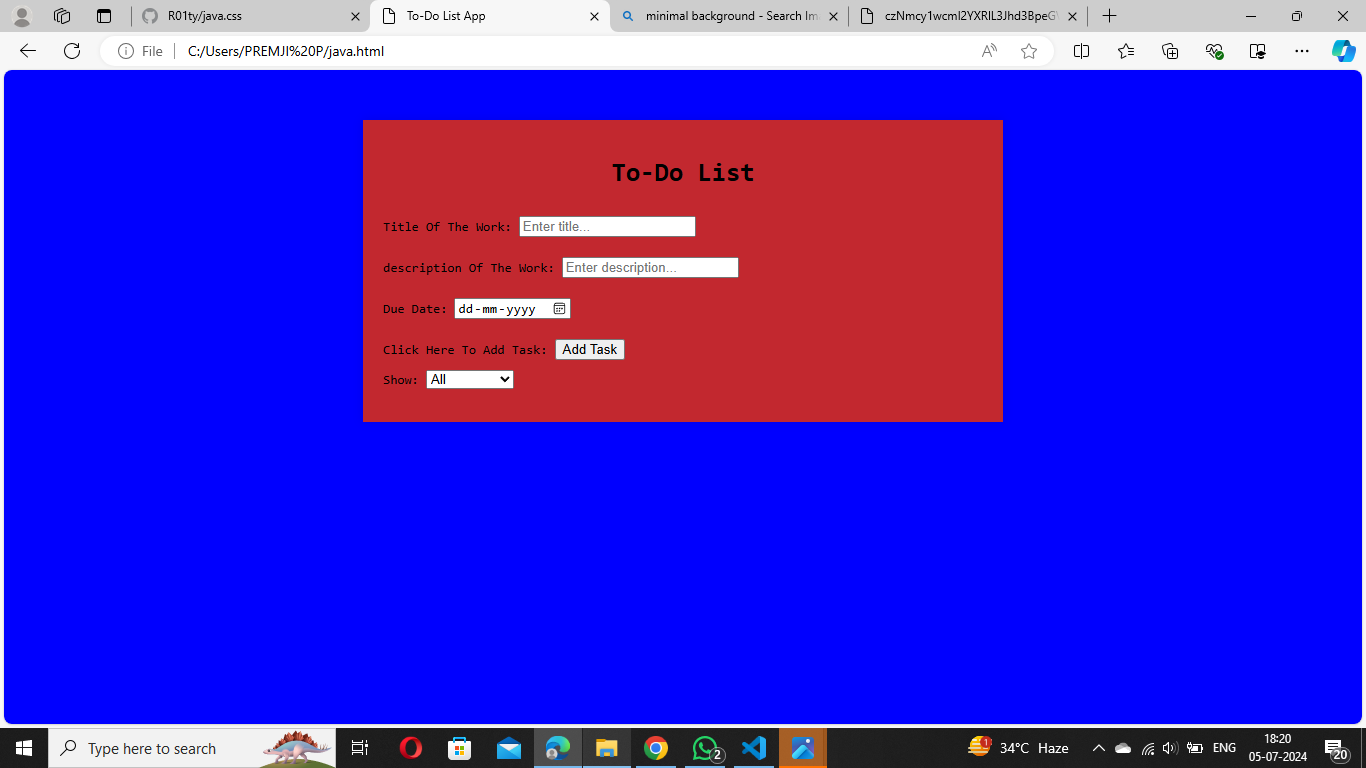 R01ty/java.css
To-Do List App
minimal background - Search Im
czNmcy1wcml2YXRlL3Jhd3BpeG
File
C:/Users/PREMJI%20P/java.html
To-Do List
Title Of The Work: Enter title...
description Of The Work: Enter description...
Due Date: dd-mm-yyyy
Click Here To Add Task: Add Task
Show: All
Type here to search
2
1
34°C Haze
ENG
18:20
05-07-2024
20